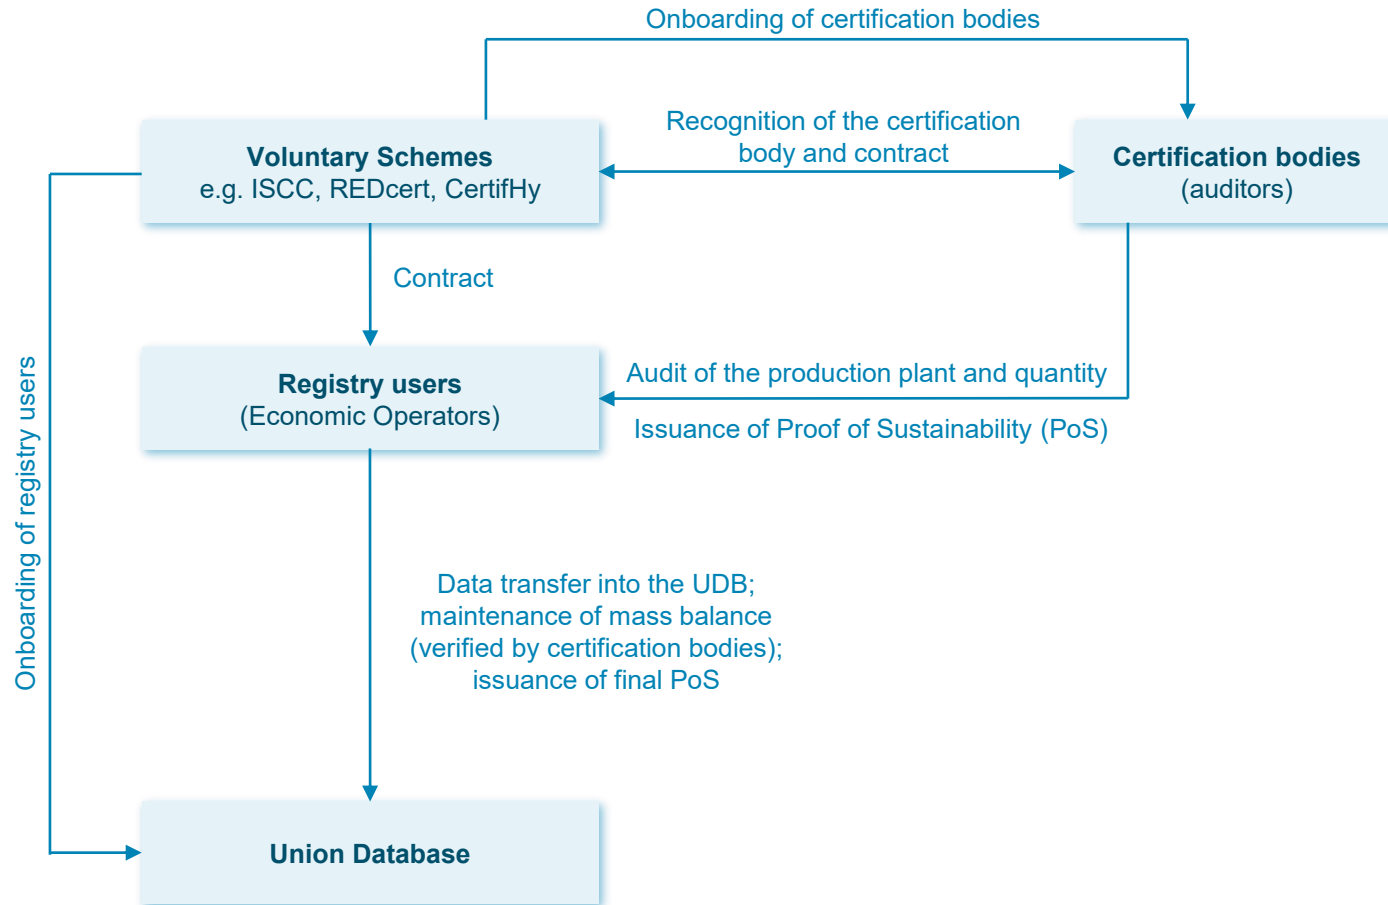 Onboarding of certification bodies
Voluntary Schemes
e.g. ISCC, REDcert, CertifHy
Recognition of the certification
body and contract
Certification bodies
(auditors)
Contract
Registry users
(Economic Operators)
Audit of the production plant and quantity
Issuance of Proof of Sustainability (PoS)
Onboarding of registry users
Data transfer into the UDB;
maintenance of mass balance
(verified by certification bodies);
issuance of final PoS
Union Database